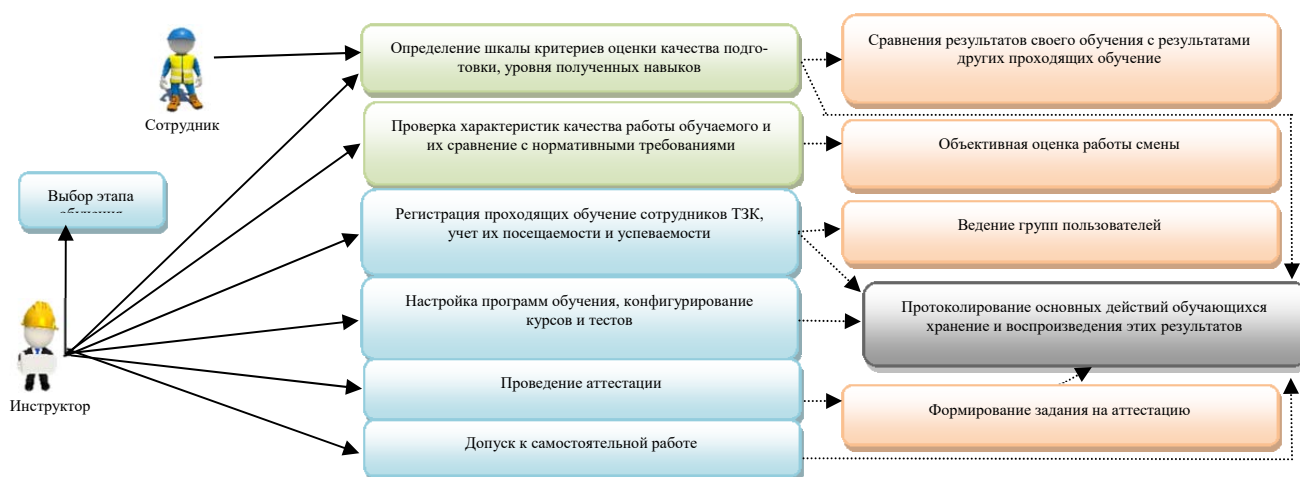 Сотрудник
Выбор этапа
Инструктор
Определение шкалы критериев оценки качества подго-
товки, уровня полученных навыков
Проверка характеристик качества работы обучаемого и
их сравнение с нормативными требованиями
Регистрация проходящих обучение сотрудников ТЗК,
учет их посещаемости и успеваемости
Настройка программ обучения, конфигурирование
курсов и тестов
Проведение аттестации
Допуск к самостоятельной работе
Сравнения результатов своего обучения с результатами
других проходящих обучение
Объективная оценка работы смены
Ведение групп пользователей
Протоколирование основных действий обучающихся
хранение и воспроизведения этих результатов
Формирование задания на аттестацию